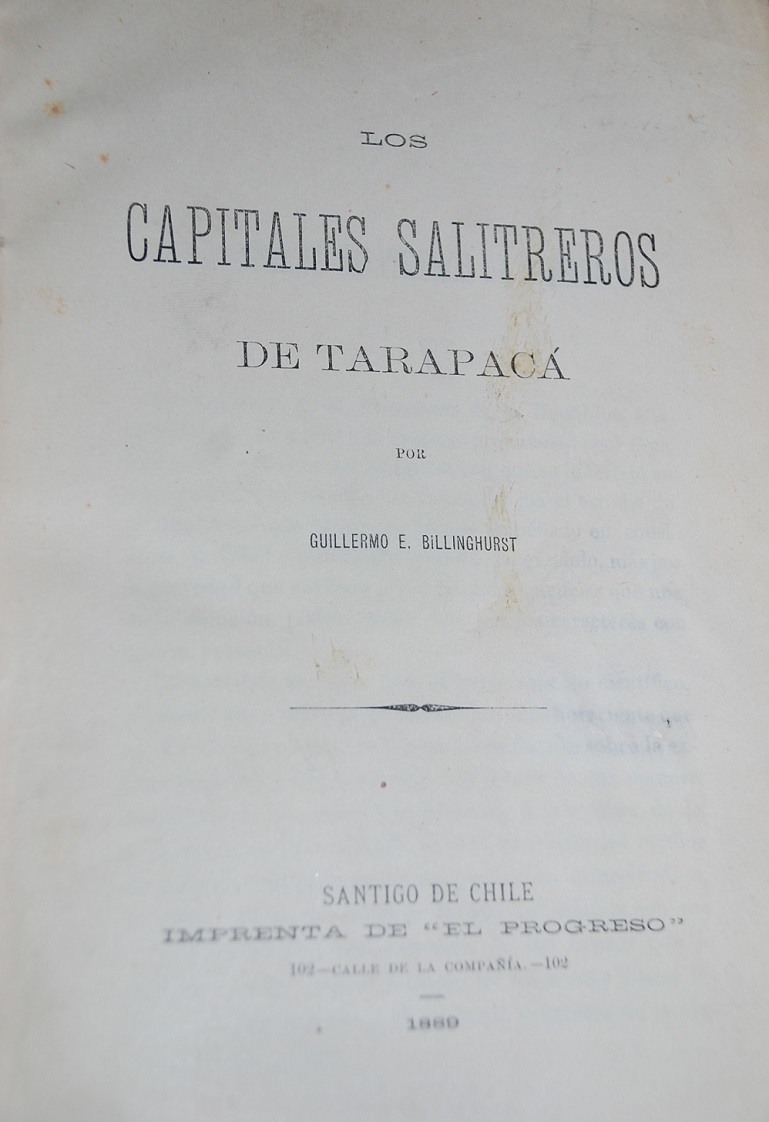 LOS
CAPITALES SALITREROS
DE TARAPACÁ
POR
GUILLERMO E. BiLLINGHURST
SANTIGO DE CHILE
IMPRENTA DE “EL PROGRESO”
102—CALLE DE LA COMPAÑÍA.—102
1889